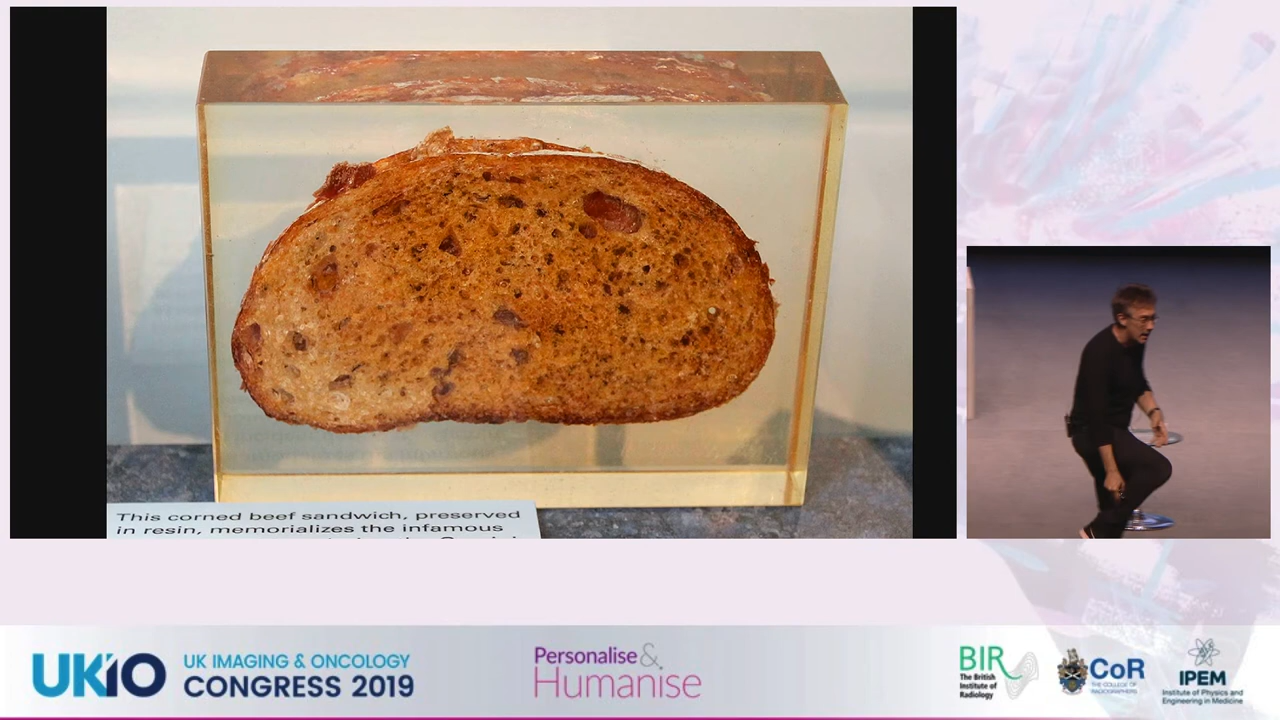 This corned beef sandwich, preserved
in resin, memorializes the infamous
UKIO
UK IMAGING & ONCOLOGY
CONGRESS 2019
Personalise &
Humanise
BIR
The British
Institute of
Radiology
CoR
THE COLLEGE OF
RADIOGRAPHERS
IPEM
Institute of Physics and
Engineering in Medicine